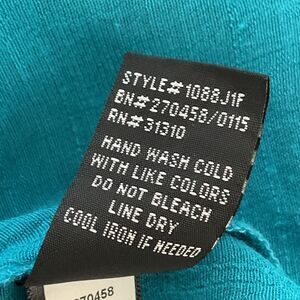 STYLE#1088J1F
BN#270458/0115
RN#31310
HAND WASH COLD
WITH LIKE COLORS
DO NOT BLEACH
LINE DRY
COOL IRON IF NEEDED
270458